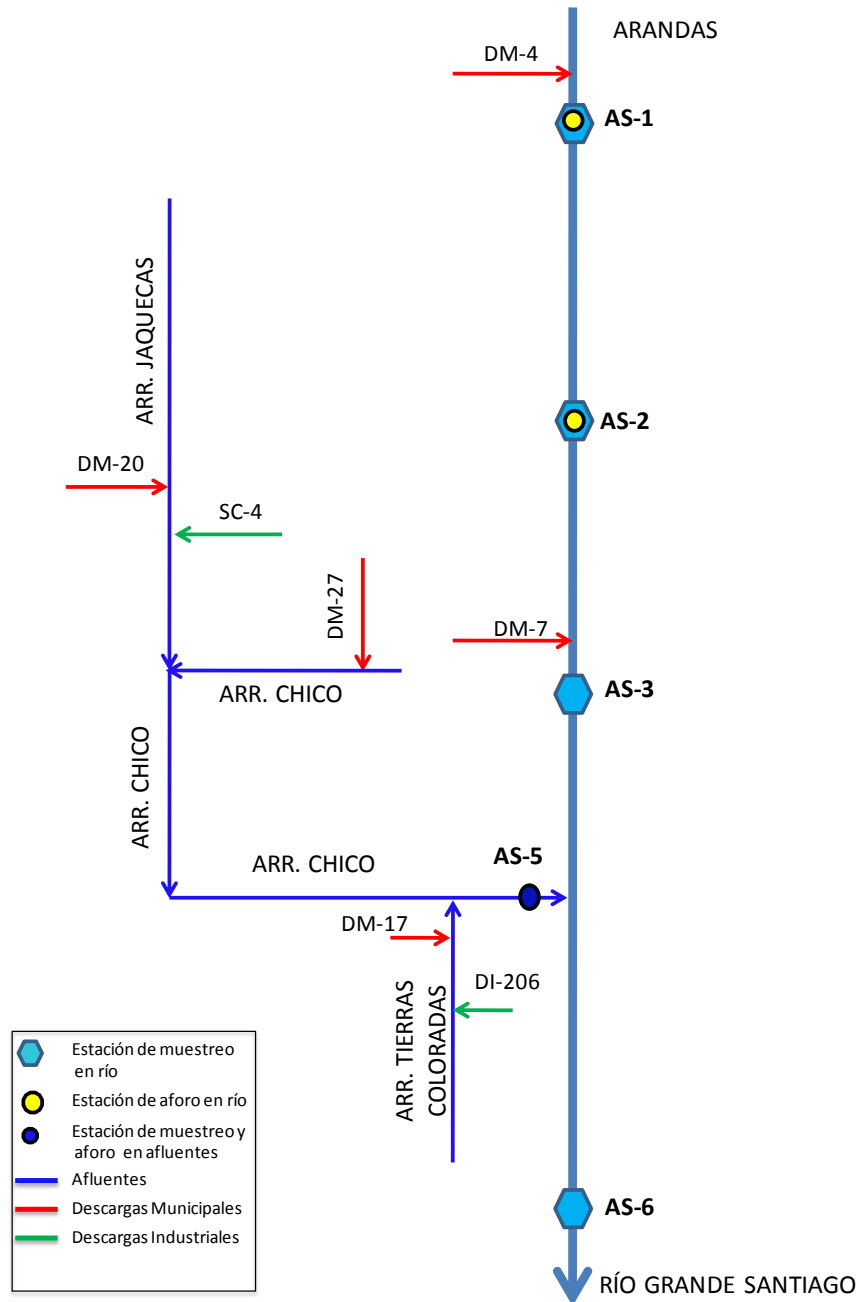 ARANDAS
DM-4
AS-1
ARR. JAQUECAS
AS-2
DM-20
SC-4
DM-27
DM-7
ARR. CHICO
AS-3
ARR. CHICO
ARR. CHICO
AS-5
DM-17
DI-206
ARR. TIERRAS
COLORADAS
Estación de muestreo
en río
Estación de aforo en río
Estación de muestreo y
aforo en afluentes
Afluentes
Descargas Municipales
Descargas Industriales
AS-6
RÍO GRANDE SANTIAGO